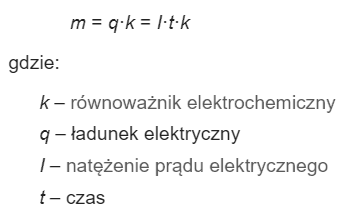 m = q·k = I·t·k
gdzie:
k – równoważnik elektrochemiczny
q – ładunek elektryczny
I – natężenie prądu elektrycznego
t – czas